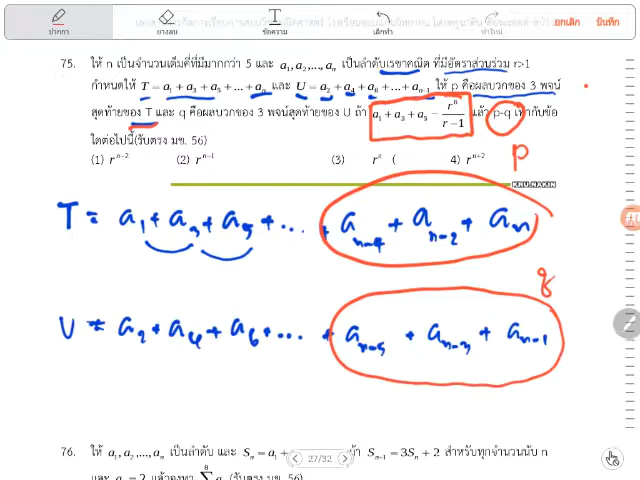 ยกเลิก บันทึก
ปากกา ยางลบ ข้อความ เลิกทำ ทำใหม่
75. ให้ n เป็นจำนวนเต็มคี่ที่มีมากกว่า 5 และ a₁,a₂,...,aₙ เป็นลำดับเรขาคณิต ที่มีอัตราส่วนร่วม r>1
กำหนดให้ T = a₁ + a₃ + a₅ +...+ aₙ และ U = a₂ + a₄ + a₆ +...+ aₙ₋₁ ให้ p คือผลบวกของ 3 พจน์
สุดท้ายของ T และ q คือผลบวกของ 3 พจน์สุดท้ายของ U ถ้า a₁ + a₃ + a₅ = r⁶/(r−1) แล้ว p-q เท่ากับข้อ
ใดต่อไปนี้(รับตรง มข. 56)
(1) rⁿ⁻² (2) rⁿ⁻¹ (3) rⁿ ( 4) rⁿ⁺²
p
KRU.NAKIN
T = a₁ + a₃ + a₅ + ... + aₙ₋₄ + aₙ₋₂ + aₙ
q
U = a₂ + a₄ + a₆ + ... + aₙ₋₅ + aₙ₋₃ + aₙ₋₁
76. ให้ a₁,a₂,...,aₙ เป็นลำดับ และ Sₙ = a₁ + 27/32 Sₙ₊₁ = 3Sₙ + 2 สำหรับทุกจำนวนนับ n